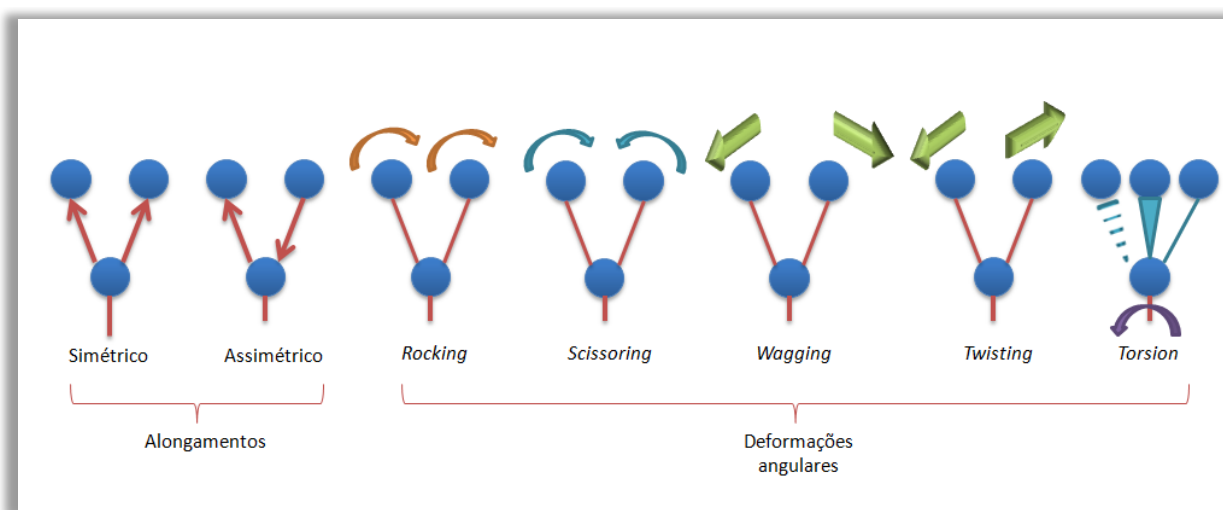 Simétrico
Assimétrico
Rocking
Scissoring
Wagging
Twisting
Torsion
Alongamentos
Deformações
angulares